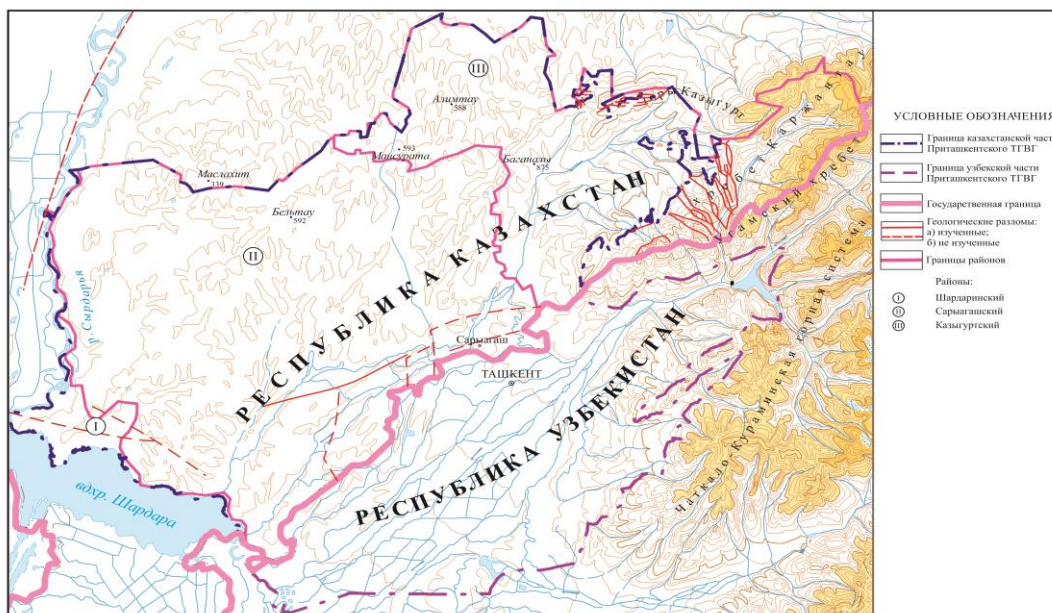 III
Алимтау
588
593
Майсурата
Маслахит
339
Бельтау
592
Баганалы
875
II
I
р. Сырдарья
вдхр. Шардара
РЕСПУБЛИКА КАЗАХСТАН
РЕСПУБЛИКА УЗБЕКИСТАН
Сарыагаш
ТАШКЕНТ
Казыгурт
хребет Каржантау
Угамский хребет
Чаткало-Кураминская горная система
УСЛОВНЫЕ ОБОЗНАЧЕНИЯ
Граница казахстанской части
Приташкентского ТГВГ
Граница узбекской части
Приташкентского ТГВГ
Государственная граница
Геологические разломы:
а) изученные;
б) не изученные
Границы районов
Районы:
I Шардаринский
II Сарыагашский
III Казыгуртский